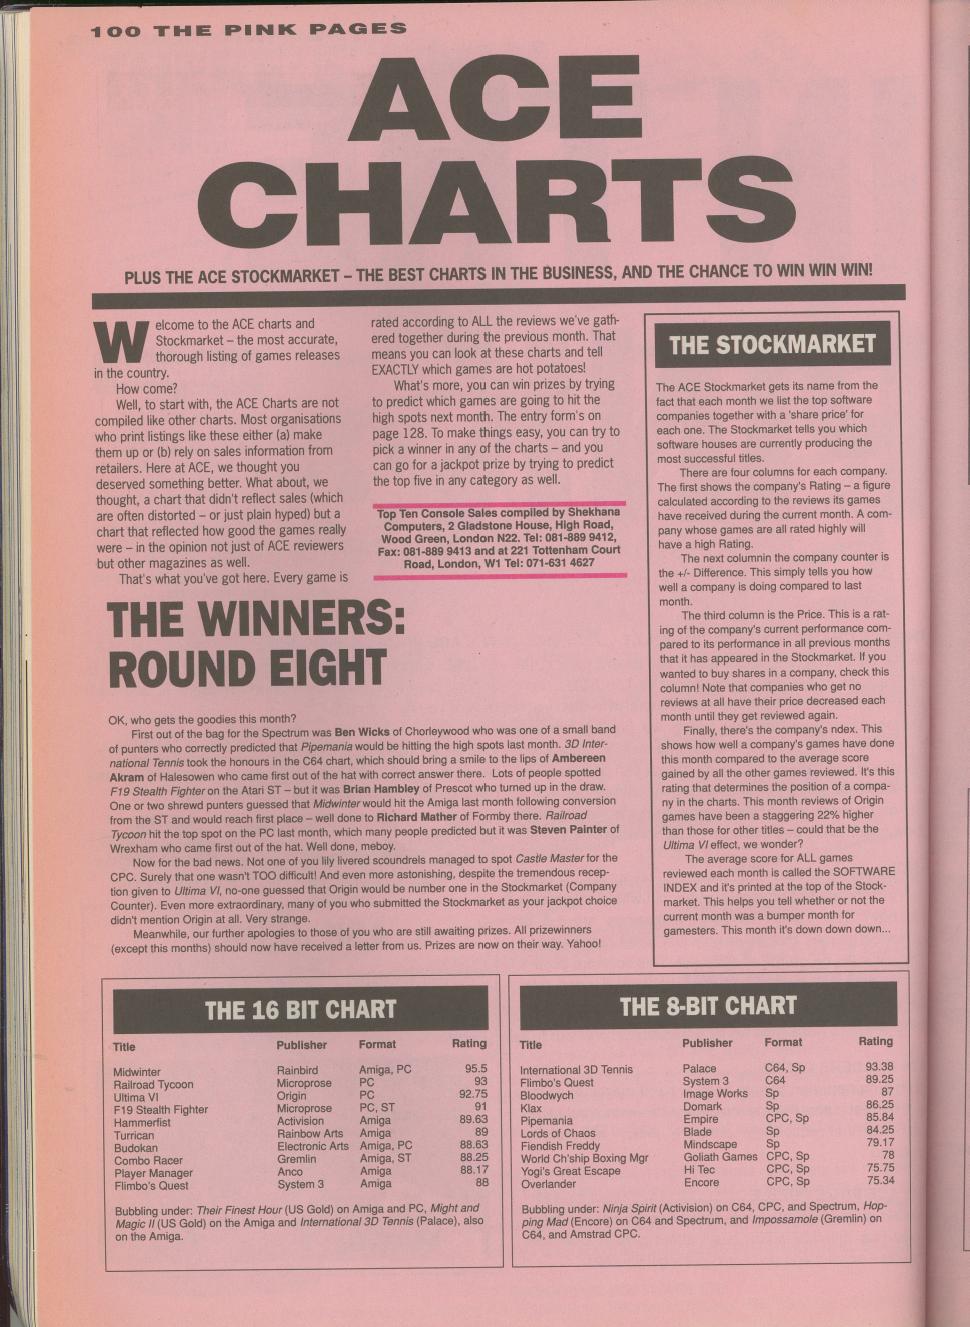 100 THE PINK PAGES
ACE
CHARTS
PLUS THE ACE STOCKMARKET – THE BEST CHARTS IN THE BUSINESS, AND THE CHANCE TO WIN WIN WIN!
Welcome to the ACE charts and
Stockmarket – the most accurate,
thorough listing of games releases
in the country.
How come?
Well, to start with, the ACE Charts are not
compiled like other charts. Most organisations
who print listings like these either (a) make
them up or (b) rely on sales information from
retailers. Here at ACE, we thought you
deserved something better. What about, we
thought, a chart that didn't reflect sales (which
are often distorted – or just plain hyped) but a
chart that reflected how good the games really
were – in the opinion not just of ACE reviewers
but other magazines as well.
That's what you've got here. Every game is
rated according to ALL the reviews we've gath-
ered together during the previous month. That
means you can look at these charts and tell
EXACTLY which games are hot potatoes!
What's more, you can win prizes by trying
to predict which games are going to hit the
high spots next month. The entry form's on
page 128. To make things easy, you can try to
pick a winner in any of the charts – and you
can go for a jackpot prize by trying to predict
the top five in any category as well.
Top Ten Console Sales compiled by Shekhana
Computers, 2 Gladstone House, High Road,
Wood Green, London N22. Tel: 081-889 9412,
Fax: 081-889 9413 and at 221 Tottenham Court
Road, London, W1 Tel: 071-631 4627
THE WINNERS:
ROUND EIGHT
OK, who gets the goodies this month?
First out of the bag for the Spectrum was Ben Wicks of Chorleywood who was one of a small band
of punters who correctly predicted that Pipemania would be hitting the high spots last month. 3D Inter-
national Tennis took the honours in the C64 chart, which should bring a smile to the lips of Ambereen
Akram of Halesowen who came first out of the hat with correct answer there. Lots of people spotted
F19 Stealth Fighter on the Atari ST – but it was Brian Hambley of Prescot who turned up in the draw.
One or two shrewd punters guessed that Midwinter would hit the Amiga last month following conversion
from the ST and would reach first place – well done to Richard Mather of Formby there. Railroad
Tycoon hit the top spot on the PC last month, which many people predicted but it was Steven Painter of
Wrexham who came first out of the hat. Well done, meboy.
Now for the bad news. Not one of you lily livered scoundrels managed to spot Castle Master for the
CPC. Surely that one wasn't TOO difficult! And even more astonishing, despite the tremendous recep-
tion given to Ultima VI, no-one guessed that Origin would be number one in the Stockmarket (Company
Counter). Even more extraordinary, many of you who submitted the Stockmarket as your jackpot choice
didn't mention Origin at all. Very strange.
Meanwhile, our further apologies to those of you who are still awaiting prizes. All prizewinners
(except this months) should now have received a letter from us. Prizes are now on their way. Yahoo!
THE STOCKMARKET
The ACE Stockmarket gets its name from the
fact that each month we list the top software
companies together with a 'share price' for
each one. The Stockmarket tells you which
software houses are currently producing the
most successful titles.
There are four columns for each company.
The first shows the company's Rating – a figure
calculated according to the reviews its games
have received during the current month. A com-
pany whose games are all rated highly will
have a high Rating.
The next columnin the company counter is
the +/- Difference. This simply tells you how
well a company is doing compared to last
month.
The third column is the Price. This is a rat-
ing of the company's current performance com-
pared to its performance in all previous months
that it has appeared in the Stockmarket. If you
wanted to buy shares in a company, check this
column! Note that companies who get no
reviews at all have their price decreased each
month until they get reviewed again.
Finally, there's the company's ndex. This
shows how well a company's games have done
this month compared to the average score
gained by all the other games reviewed. It's this
rating that determines the position of a compa-
ny in the charts. This month reviews of Origin
games have been a staggering 22% higher
than those for other titles – could that be the
Ultima VI effect, we wonder?
The average score for ALL games
reviewed each month is called the SOFTWARE
INDEX and it's printed at the top of the Stock-
market. This helps you tell whether or not the
current month was a bumper month for
gamesters. This month it's down down down...
THE 16 BIT CHART
Title Publisher Format Rating
Midwinter Rainbird Amiga, PC 95.5
Railroad Tycoon Microprose PC 93
Ultima VI Origin PC 92.75
F19 Stealth Fighter Microprose PC, ST 91
Hammerfist Activision Amiga 89.63
Turrican Rainbow Arts Amiga 89
Budokan Electronic Arts Amiga, PC 88.63
Combo Racer Gremlin Amiga, ST 88.25
Player Manager Anco Amiga 88.17
Flimbo's Quest System 3 Amiga 88
Bubbling under: Their Finest Hour (US Gold) on Amiga and PC, Might and
Magic II (US Gold) on the Amiga and International 3D Tennis (Palace), also
on the Amiga.
THE 8-BIT CHART
Title Publisher Format Rating
International 3D Tennis Palace C64, Sp 93.38
Flimbo's Quest System 3 C64 89.25
Bloodwych Image Works Sp 87
Klax Domark Sp 86.25
Pipemania Empire CPC, Sp 85.84
Lords of Chaos Blade Sp 84.25
Fiendish Freddy Mindscape Sp 79.17
World Ch'ship Boxing Mgr Goliath Games CPC, Sp 78
Yogi's Great Escape Hi Tec CPC, Sp 75.75
Overlander Encore CPC, Sp 75.34
Bubbling under: Ninja Spirit (Activision) on C64, CPC, and Spectrum, Hop-
ping Mad (Encore) on C64 and Spectrum, and Impossamole (Gremlin) on
C64, and Amstrad CPC.